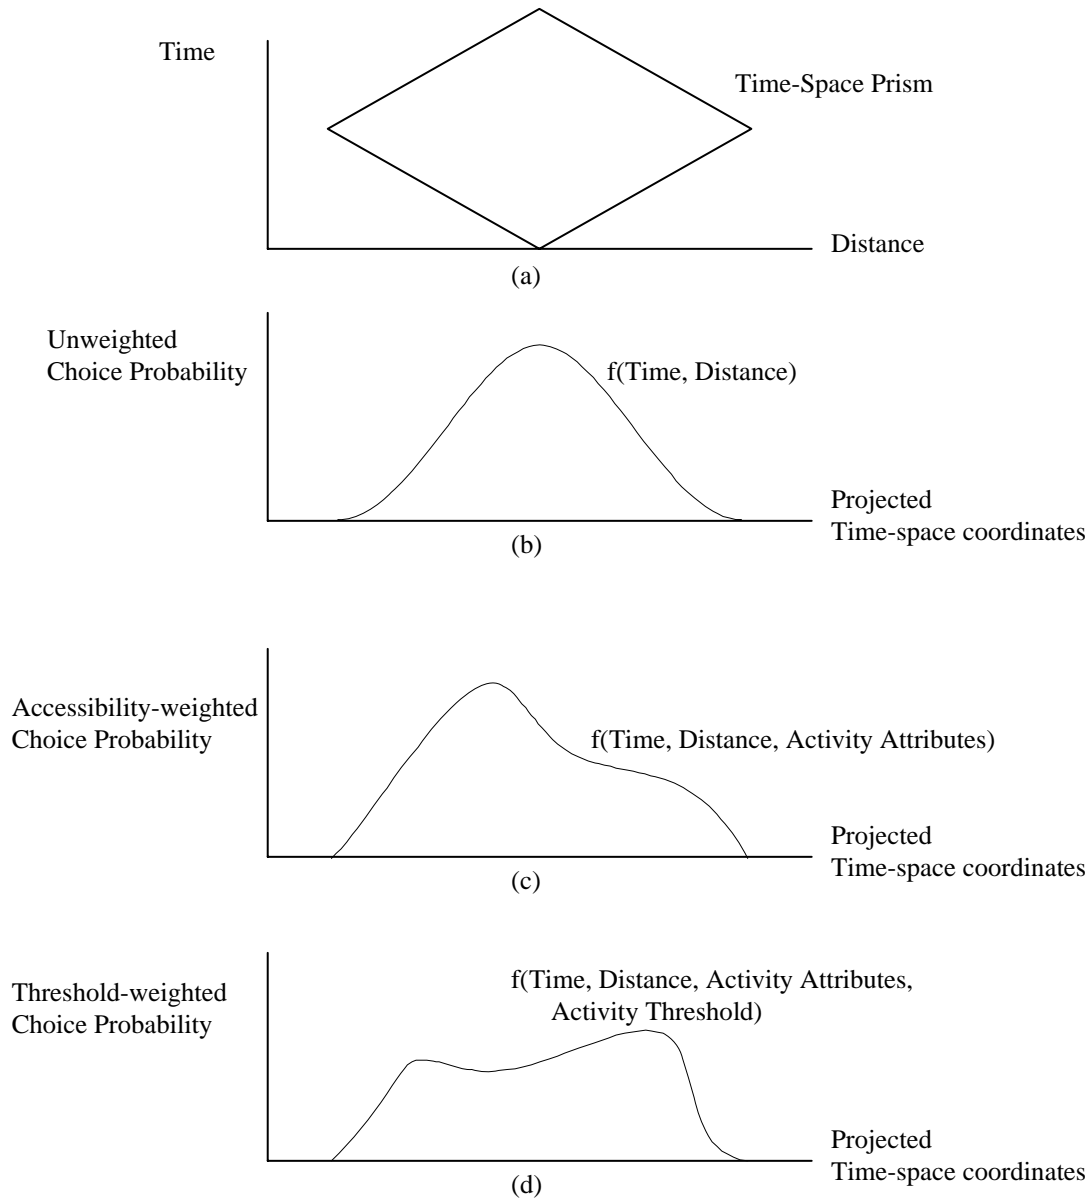 Time
Time-Space Prism
Distance
(a)
Unweighted
Choice Probability
f(Time, Distance)
Projected
Time-space coordinates
(b)
Accessibility-weighted
Choice Probability
f(Time, Distance, Activity Attributes)
Projected
Time-space coordinates
(c)
Threshold-weighted
Choice Probability
f(Time, Distance, Activity Attributes,
Activity Threshold)
Projected
Time-space coordinates
(d)